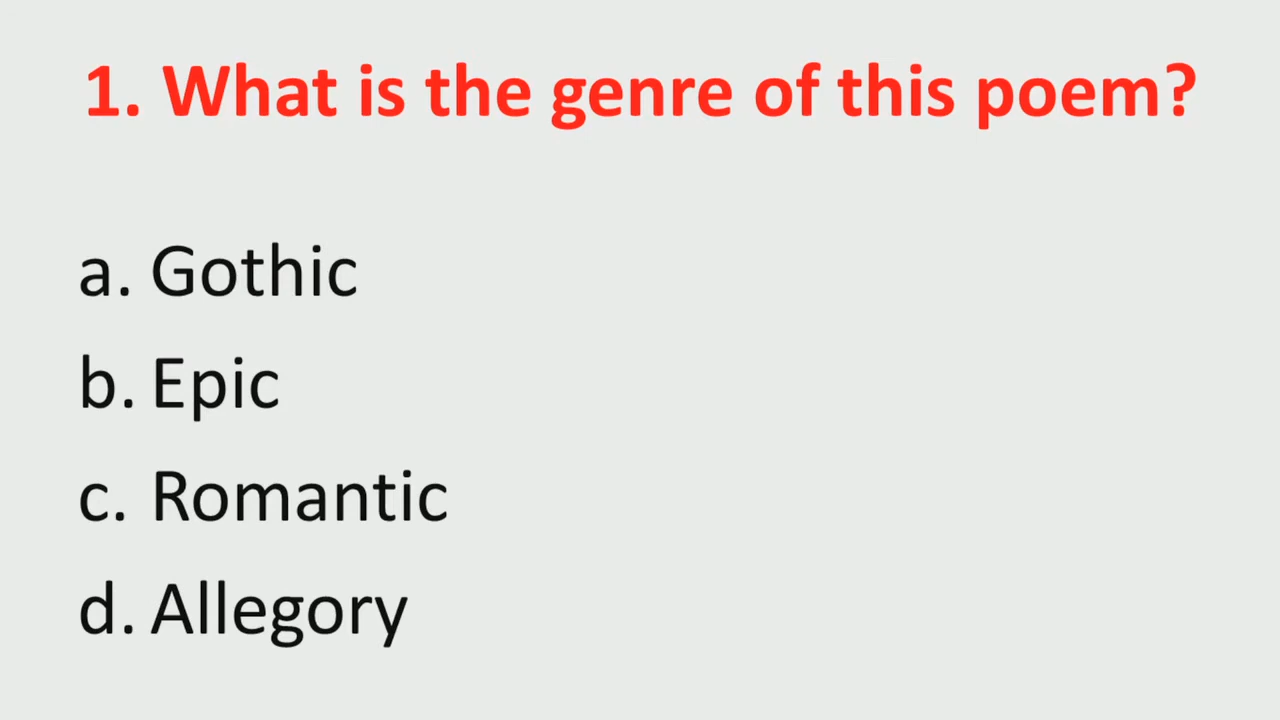 1. What is the genre of this poem?
a. Gothic
b. Epic
c. Romantic
d. Allegory